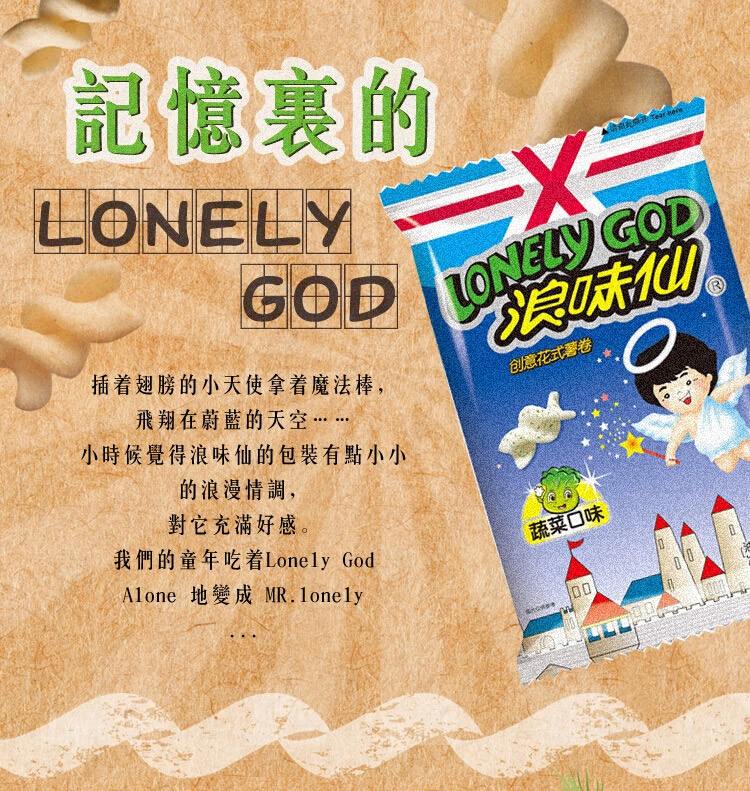 記憶裏的
LONELY
GOD
插着翅膀的小天使拿着魔法棒，
飛翔在蔚藍的天空……
小時候覺得浪味仙的包裝有點小小
的浪漫情調，
對它充滿好感。
我們的童年吃着Lonely God
Alone 地變成 MR.lonely
...
Tear here
LONELY GOD
浪味仙®
创意花式薯卷
蔬菜口味